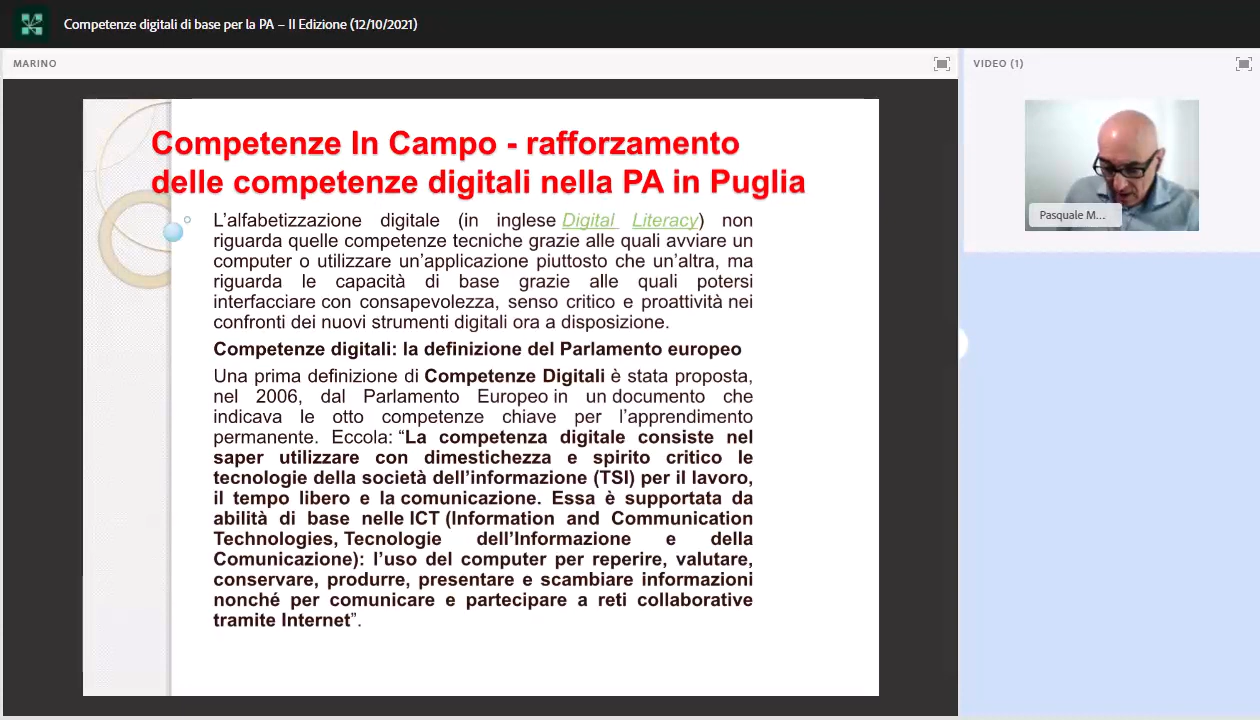 Competenze digitali di base per la PA – II Edizione (12/10/2021)
MARINO
VIDEO (1)
Competenze In Campo - rafforzamento
delle competenze digitali nella PA in Puglia
L’alfabetizzazione digitale (in inglese Digital Literacy) non
riguarda quelle competenze tecniche grazie alle quali avviare un
computer o utilizzare un’applicazione piuttosto che un’altra, ma
riguarda le capacità di base grazie alle quali potersi
interfacciare con consapevolezza, senso critico e proattività nei
confronti dei nuovi strumenti digitali ora a disposizione.
Competenze digitali: la definizione del Parlamento europeo
Una prima definizione di Competenze Digitali è stata proposta,
nel 2006, dal Parlamento Europeo in un documento che
indicava le otto competenze chiave per l’apprendimento
permanente. Eccola: “La competenza digitale consiste nel
saper utilizzare con dimestichezza e spirito critico le
tecnologie della società dell’informazione (TSI) per il lavoro,
il tempo libero e la comunicazione. Essa è supportata da
abilità di base nelle ICT (Information and Communication
Technologies, Tecnologie dell’Informazione e della
Comunicazione): l’uso del computer per reperire, valutare,
conservare, produrre, presentare e scambiare informazioni
nonché per comunicare e partecipare a reti collaborative
tramite Internet”.
Pasquale M...